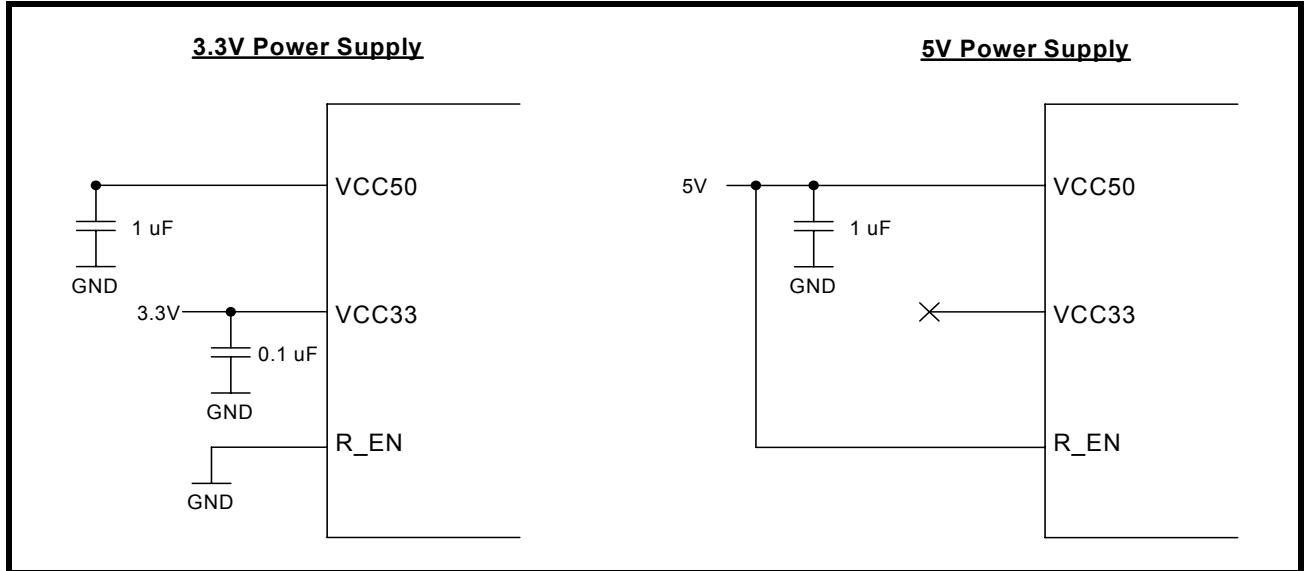 3.3V Power Supply
VCC50
1 uF
GND
3.3V
VCC33
0.1 uF
GND
R_EN
GND
5V Power Supply
5V
VCC50
1 uF
GND
VCC33
R_EN